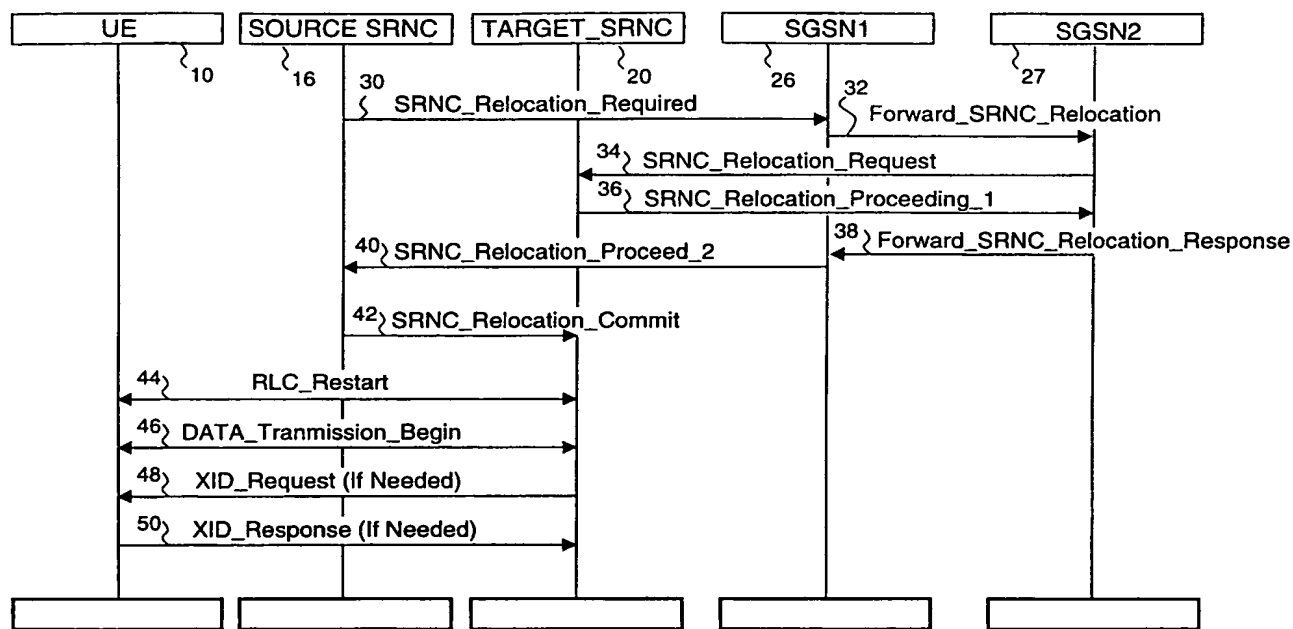 UE SOURCE SRNC TARGET_SRNC SGSN1 SGSN2
10 16 20 26 27
30 SRNC_Relocation_Required
32 Forward_SRNC_Relocation
34 SRNC_Relocation_Request
36 SRNC_Relocation_Proceeding_1
38 Forward_SRNC_Relocation_Response
40 SRNC_Relocation_Proceed_2
42 SRNC_Relocation_Commit
44 RLC_Restart
46 DATA_Tranmission_Begin
48 XID_Request (If Needed)
50 XID_Response (If Needed)